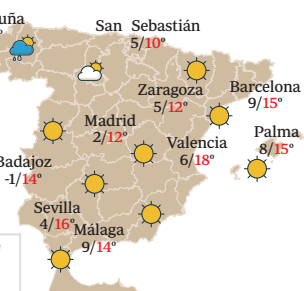 uña
San Sebastián
5/10°
Zaragoza
5/12°
Barcelona
9/15°
Madrid
2/12°
Valencia
6/18°
Palma
8/15°
Badajoz
-1/14°
Sevilla
4/16°
Málaga
9/14°